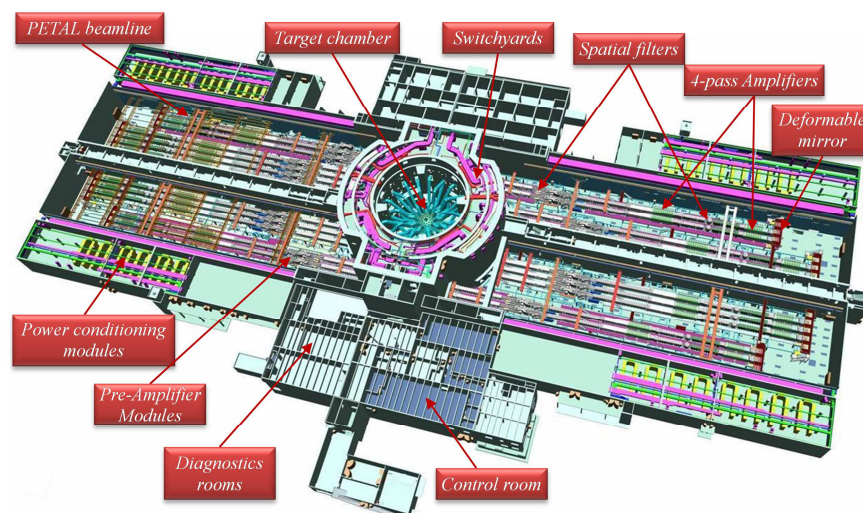 PETAL beamline
Target chamber
Switchyards
Spatial filters
4-pass Amplifiers
Deformable
mirror
Power conditioning
modules
Pre-Amplifier
Modules
Diagnostics
rooms
Control room